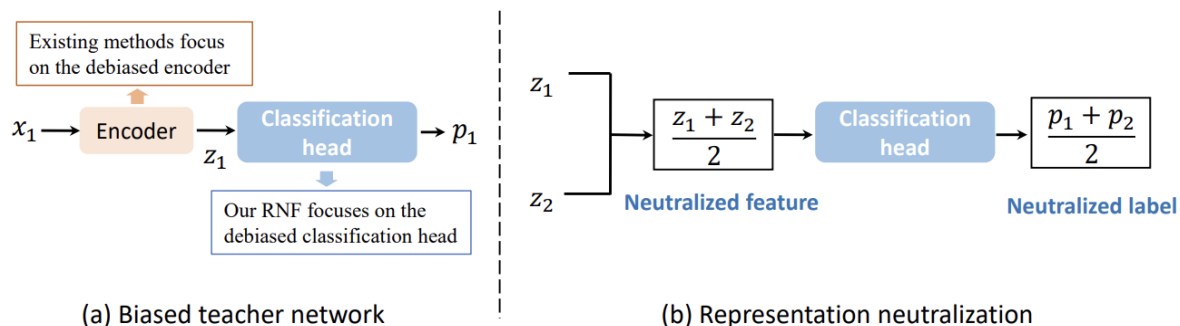 Existing methods focus
on the debiased encoder
x₁
Encoder
z₁
Classification
head
p₁
Our RNF focuses on the
debiased classification head
(a) Biased teacher network
z₁
z₂
z₁ + z₂
2
Neutralized feature
Classification
head
p₁ + p₂
2
Neutralized label
(b) Representation neutralization